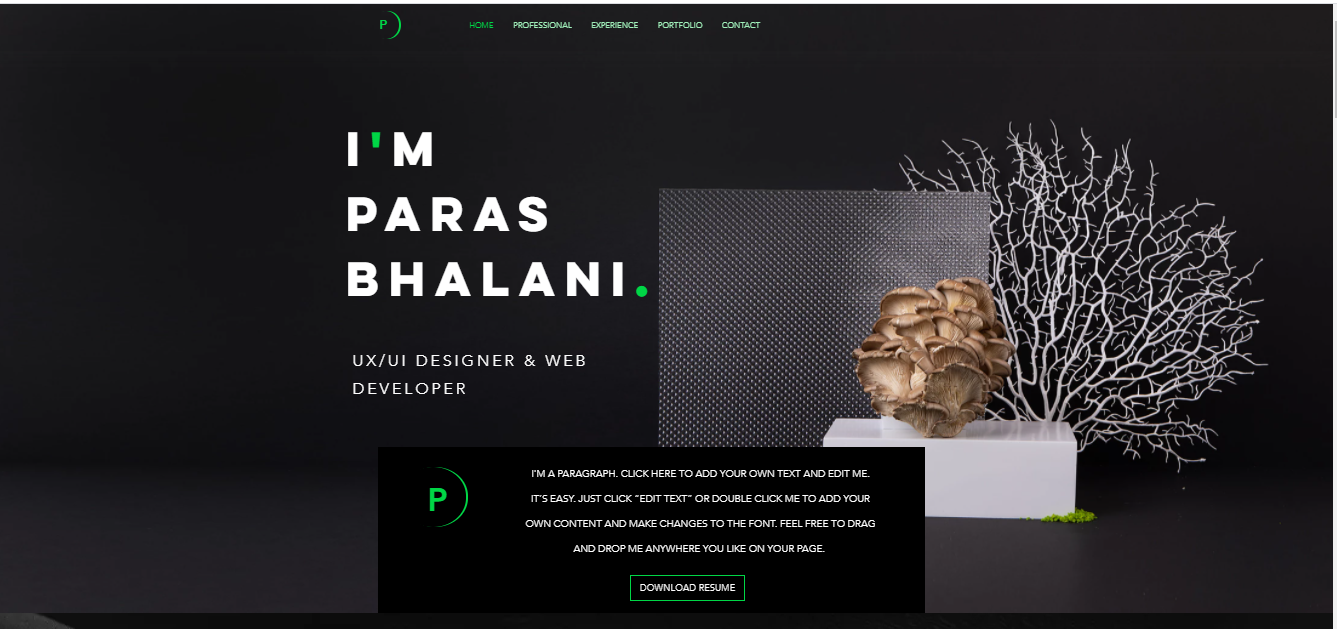 P
HOME PROFESSIONAL EXPERIENCE PORTFOLIO CONTACT
I'M
PARAS
BHALANI.
UX/UI DESIGNER & WEB
DEVELOPER
P
I'M A PARAGRAPH. CLICK HERE TO ADD YOUR OWN TEXT AND EDIT ME.
IT'S EASY. JUST CLICK “EDIT TEXT” OR DOUBLE CLICK ME TO ADD YOUR
OWN CONTENT AND MAKE CHANGES TO THE FONT. FEEL FREE TO DRAG
AND DROP ME ANYWHERE YOU LIKE ON YOUR PAGE.
DOWNLOAD RESUME